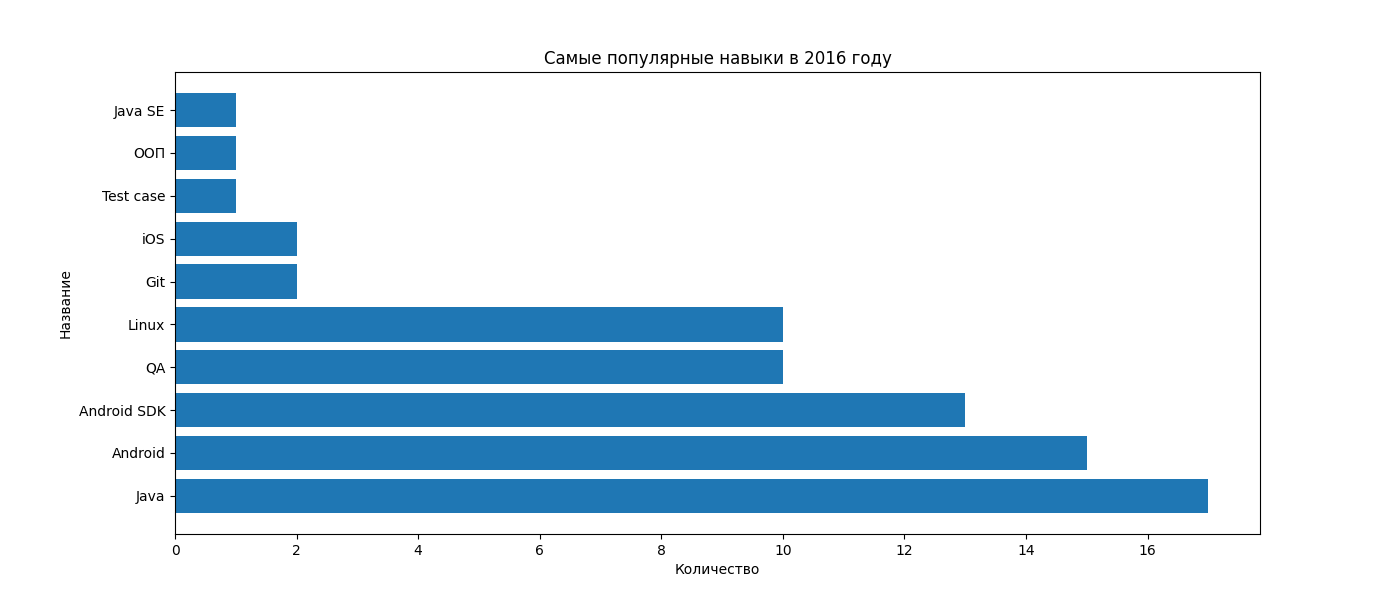 Самые популярные навыки в 2016 году
Java SE
ООП
Test case
iOS
Git
Linux
QA
Android SDK
Android
Java
Название
0 2 4 6 8 10 12 14 16
Количество